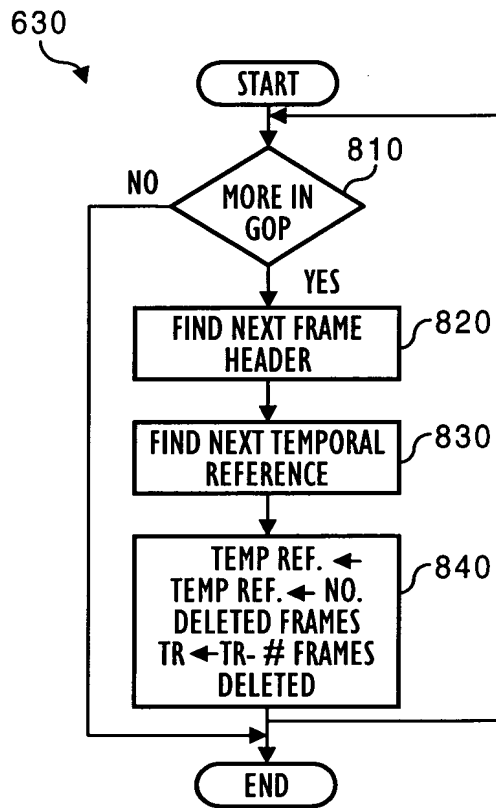 630
START
810
NO
MORE IN
GOP
YES
FIND NEXT FRAME
HEADER
820
FIND NEXT TEMPORAL
REFERENCE
830
TEMP REF. ←
TEMP REF. ← NO.
DELETED FRAMES
TR ← TR- # FRAMES
DELETED
840
END